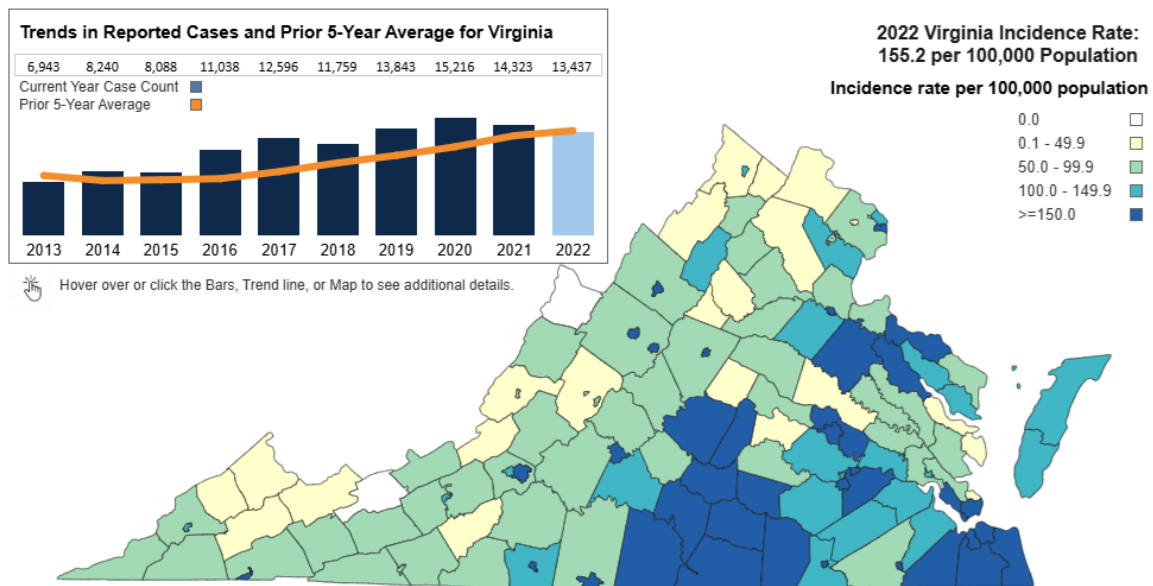 Trends in Reported Cases and Prior 5-Year Average for Virginia
6,943 8,240 8,088 11,038 12,596 11,759 13,843 15,216 14,323 13,437
Current Year Case Count
Prior 5-Year Average
2013 2014 2015 2016 2017 2018 2019 2020 2021 2022
Hover over or click the Bars, Trend line, or Map to see additional details.
2022 Virginia Incidence Rate:
155.2 per 100,000 Population
Incidence rate per 100,000 population
0.0
0.1 - 49.9
50.0 - 99.9
100.0 - 149.9
>=150.0